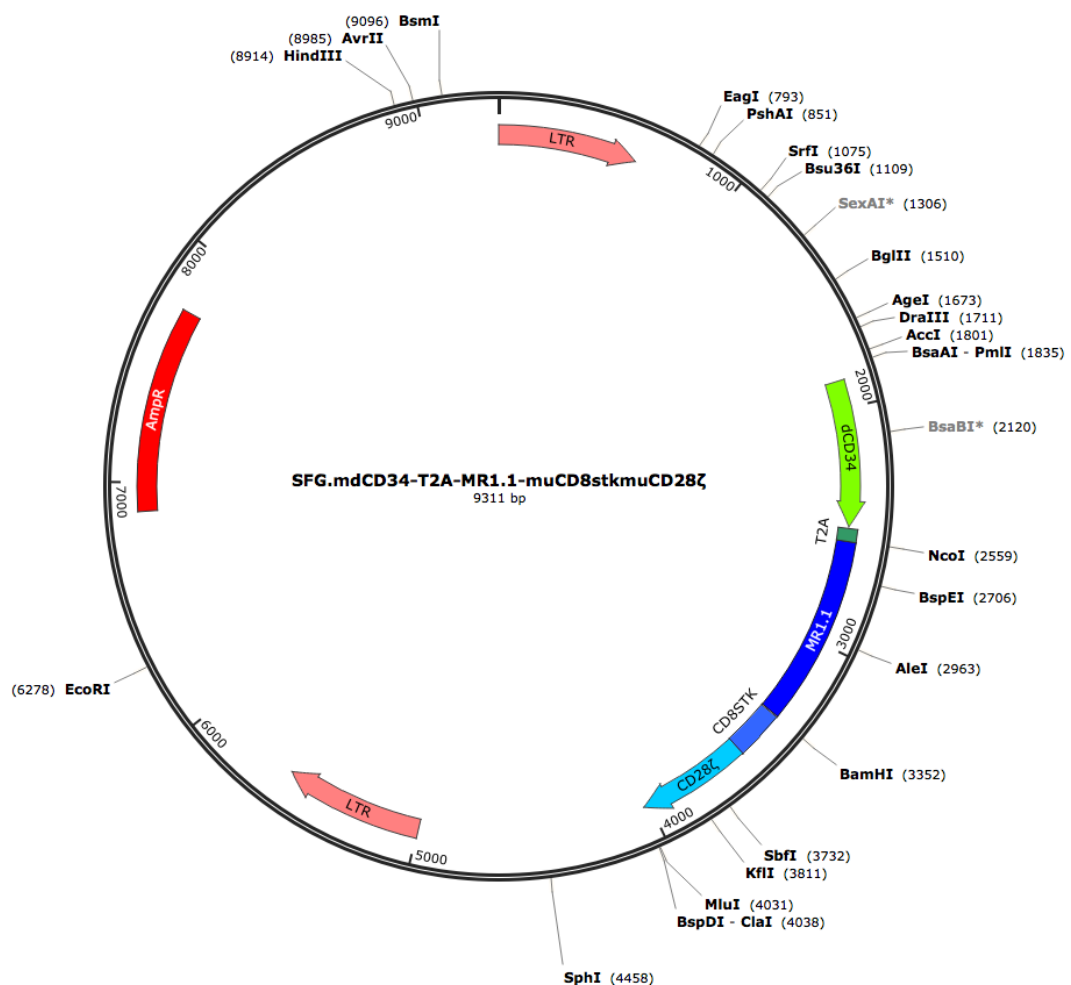 (9096) BsmI
(8985) AvrII
(8914) HindIII
9000
LTR
EagI (793)
PshAI (851)
1000
SrfI (1075)
Bsu36I (1109)
SexAI* (1306)
BglII (1510)
AgeI (1673)
DraIII (1711)
AccI (1801)
BsaAI - PmlI (1835)
2000
dCD34
BsaBI* (2120)
8000
AmpR
7000
SFG.mdCD34-T2A-MR1.1-muCD8stkmuCD28ζ
9311 bp
T2A
NcoI (2559)
BspEI (2706)
MR1.1
3000
AleI (2963)
CD8STK
BamHI (3352)
CD28ζ
4000
SbfI (3732)
KflI (3811)
MluI (4031)
BspDI - ClaI (4038)
SphI (4458)
5000
LTR
6000
(6278) EcoRI